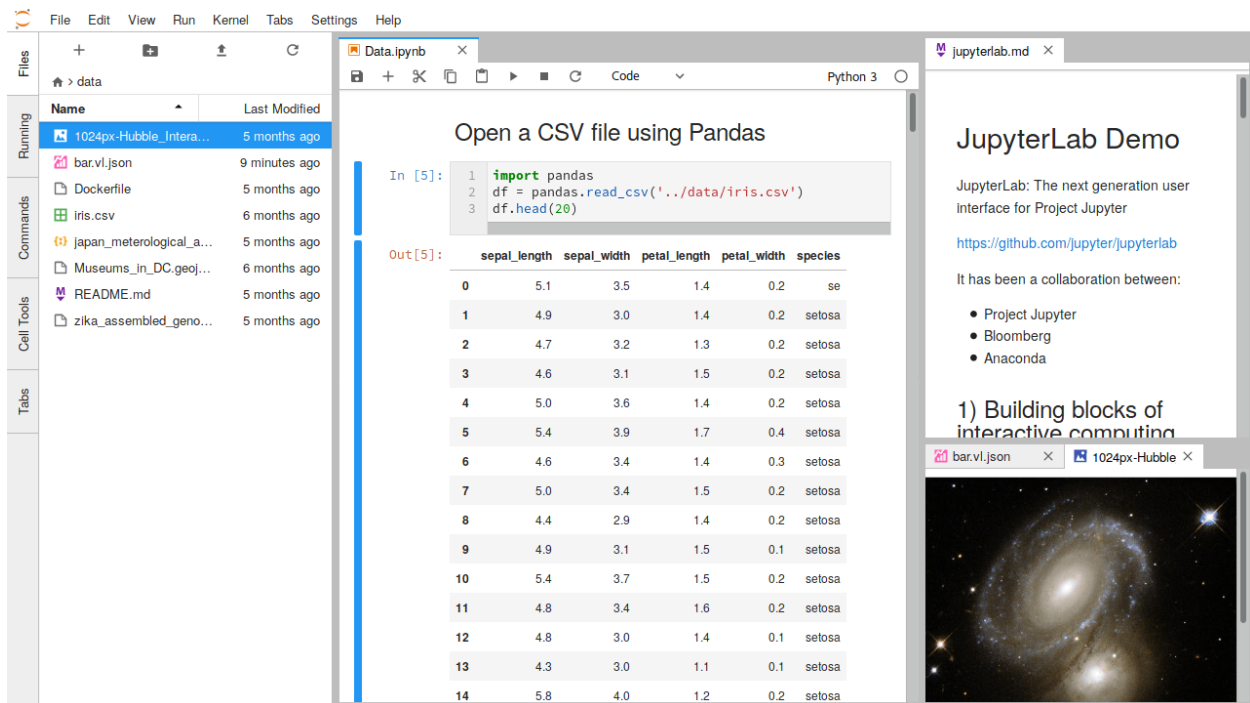 File Edit View Run Kernel Tabs Settings Help
Files
Running
Commands
Cell Tools
Tabs
> data
Name Last Modified
1024px-Hubble_Intera... 5 months ago
bar.vl.json 9 minutes ago
Dockerfile 5 months ago
iris.csv 6 months ago
japan_meterological_a... 5 months ago
Museums_in_DC.geoj... 6 months ago
README.md 5 months ago
zika_assembled_geno... 5 months ago
Data.ipynb
Code Python 3
Open a CSV file using Pandas
In [5]:
1 import pandas
2 df = pandas.read_csv('../data/iris.csv')
3 df.head(20)
Out[5]:
sepal_length sepal_width petal_length petal_width species
0 5.1 3.5 1.4 0.2 se
1 4.9 3.0 1.4 0.2 setosa
2 4.7 3.2 1.3 0.2 setosa
3 4.6 3.1 1.5 0.2 setosa
4 5.0 3.6 1.4 0.2 setosa
5 5.4 3.9 1.7 0.4 setosa
6 4.6 3.4 1.4 0.3 setosa
7 5.0 3.4 1.5 0.2 setosa
8 4.4 2.9 1.4 0.2 setosa
9 4.9 3.1 1.5 0.1 setosa
10 5.4 3.7 1.5 0.2 setosa
11 4.8 3.4 1.6 0.2 setosa
12 4.8 3.0 1.4 0.1 setosa
13 4.3 3.0 1.1 0.1 setosa
14 5.8 4.0 1.2 0.2 setosa
jupyterlab.md
JupyterLab Demo
JupyterLab: The next generation user
interface for Project Jupyter
https://github.com/jupyter/jupyterlab
It has been a collaboration between:
● Project Jupyter
● Bloomberg
● Anaconda
1) Building blocks of
interactive computing
bar.vl.json
1024px-Hubble